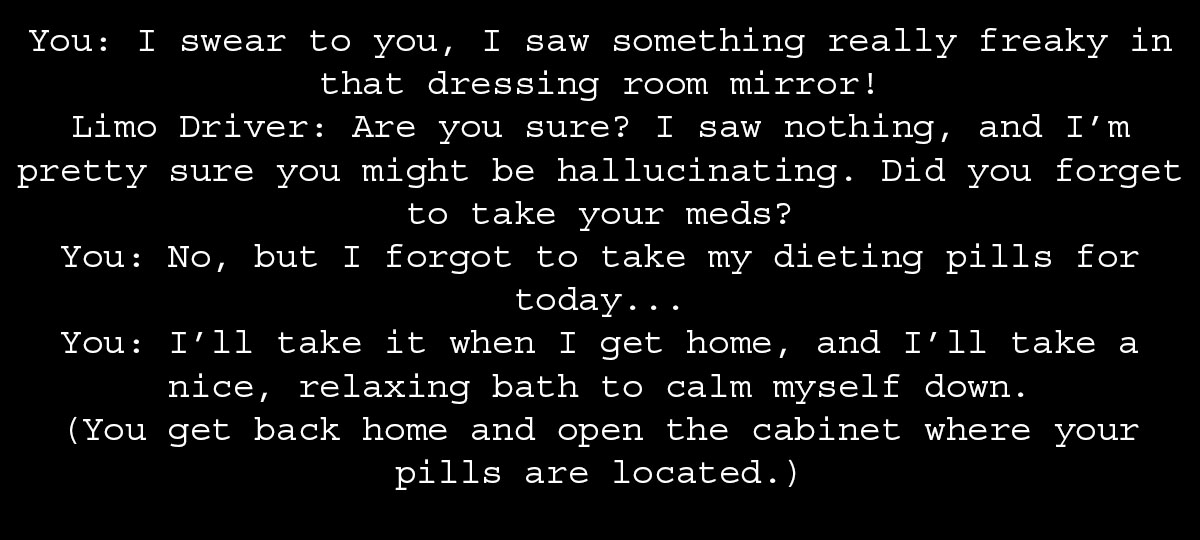 You: I swear to you, I saw something really freaky in
that dressing room mirror!
Limo Driver: Are you sure? I saw nothing, and I’m
pretty sure you might be hallucinating. Did you forget
to take your meds?
You: No, but I forgot to take my dieting pills for
today...
You: I’ll take it when I get home, and I’ll take a
nice, relaxing bath to calm myself down.
(You get back home and open the cabinet where your
pills are located.)